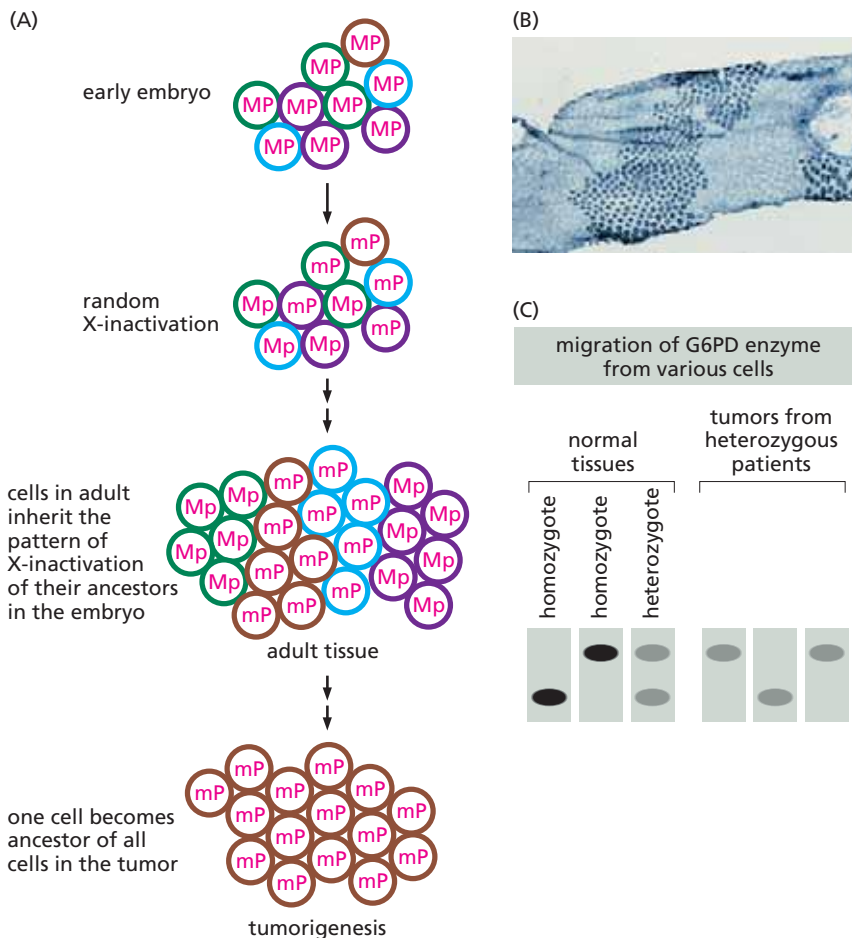 (A)
early embryo
MP
MP
MP
MP MP MP
MP
MP MP
random
X-inactivation
mP
mP
mP
Mp mP Mp
mP
Mp Mp
cells in adult
inherit the
pattern of
X-inactivation
of their ancestors
in the embryo
mP
mP Mp
Mp Mp mP mP Mp
mP Mp
Mp Mp mP Mp
mP mP Mp
Mp mP Mp
mP mP
adult tissue
one cell becomes
ancestor of all
cells in the tumor
mP mP
mP mP mP
mP mP mP
mP mP
mP mP mP
mP mP
tumorigenesis
(B)
(C)
migration of G6PD enzyme
from various cells
normal
tissues
tumors from
heterozygous
patients
homozygote
homozygote
heterozygote